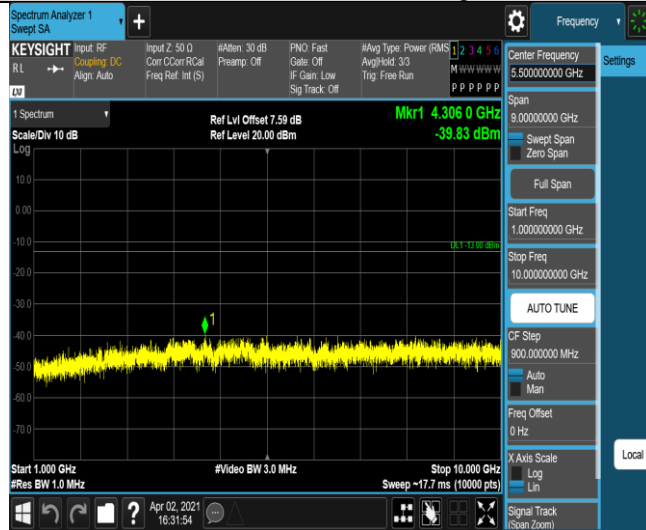 Spectrum Analyzer 1
Swept SA
+
Frequency
KEYSIGHT
RL
LXI
Input: RF
Coupling: DC
Align: Auto
Input Z: 50 Ω
Corr CCorr RCal
Freq Ref: Int (S)
#Atten: 30 dB
Preamp: Off
PNO: Fast
Gate: Off
IF Gain: Low
Sig Track: Off
#Avg Type: Power (RMS
Avg|Hold: 3/3
Trig: Free Run
1 2 3 4 5 6
M W W W W W
P P P P P P
1 Spectrum
Scale/Div 10 dB
Log
Ref Lvl Offset 7.59 dB
Ref Level 20.00 dBm
Mkr1 4.306 0 GHz
-39.83 dBm
10.0
0.00
-10.0
DL1 -13.00 dBm
-20.0
-30.0
1
-40.0
-50.0
-60.0
-70.0
Start 1.000 GHz
#Res BW 1.0 MHz
#Video BW 3.0 MHz
Stop 10.000 GHz
Sweep ~17.7 ms (10000 pts)
Apr 02, 2021
16:31:54
?
Center Frequency
5.500000000 GHz
Span
9.00000000 GHz
Swept Span
Zero Span
Full Span
Start Freq
1.000000000 GHz
Stop Freq
10.000000000 GHz
AUTO TUNE
CF Step
900.000000 MHz
Auto
Man
Freq Offset
0 Hz
X Axis Scale
Log
Lin
Signal Track
(Span Zoom)
Settings
Local